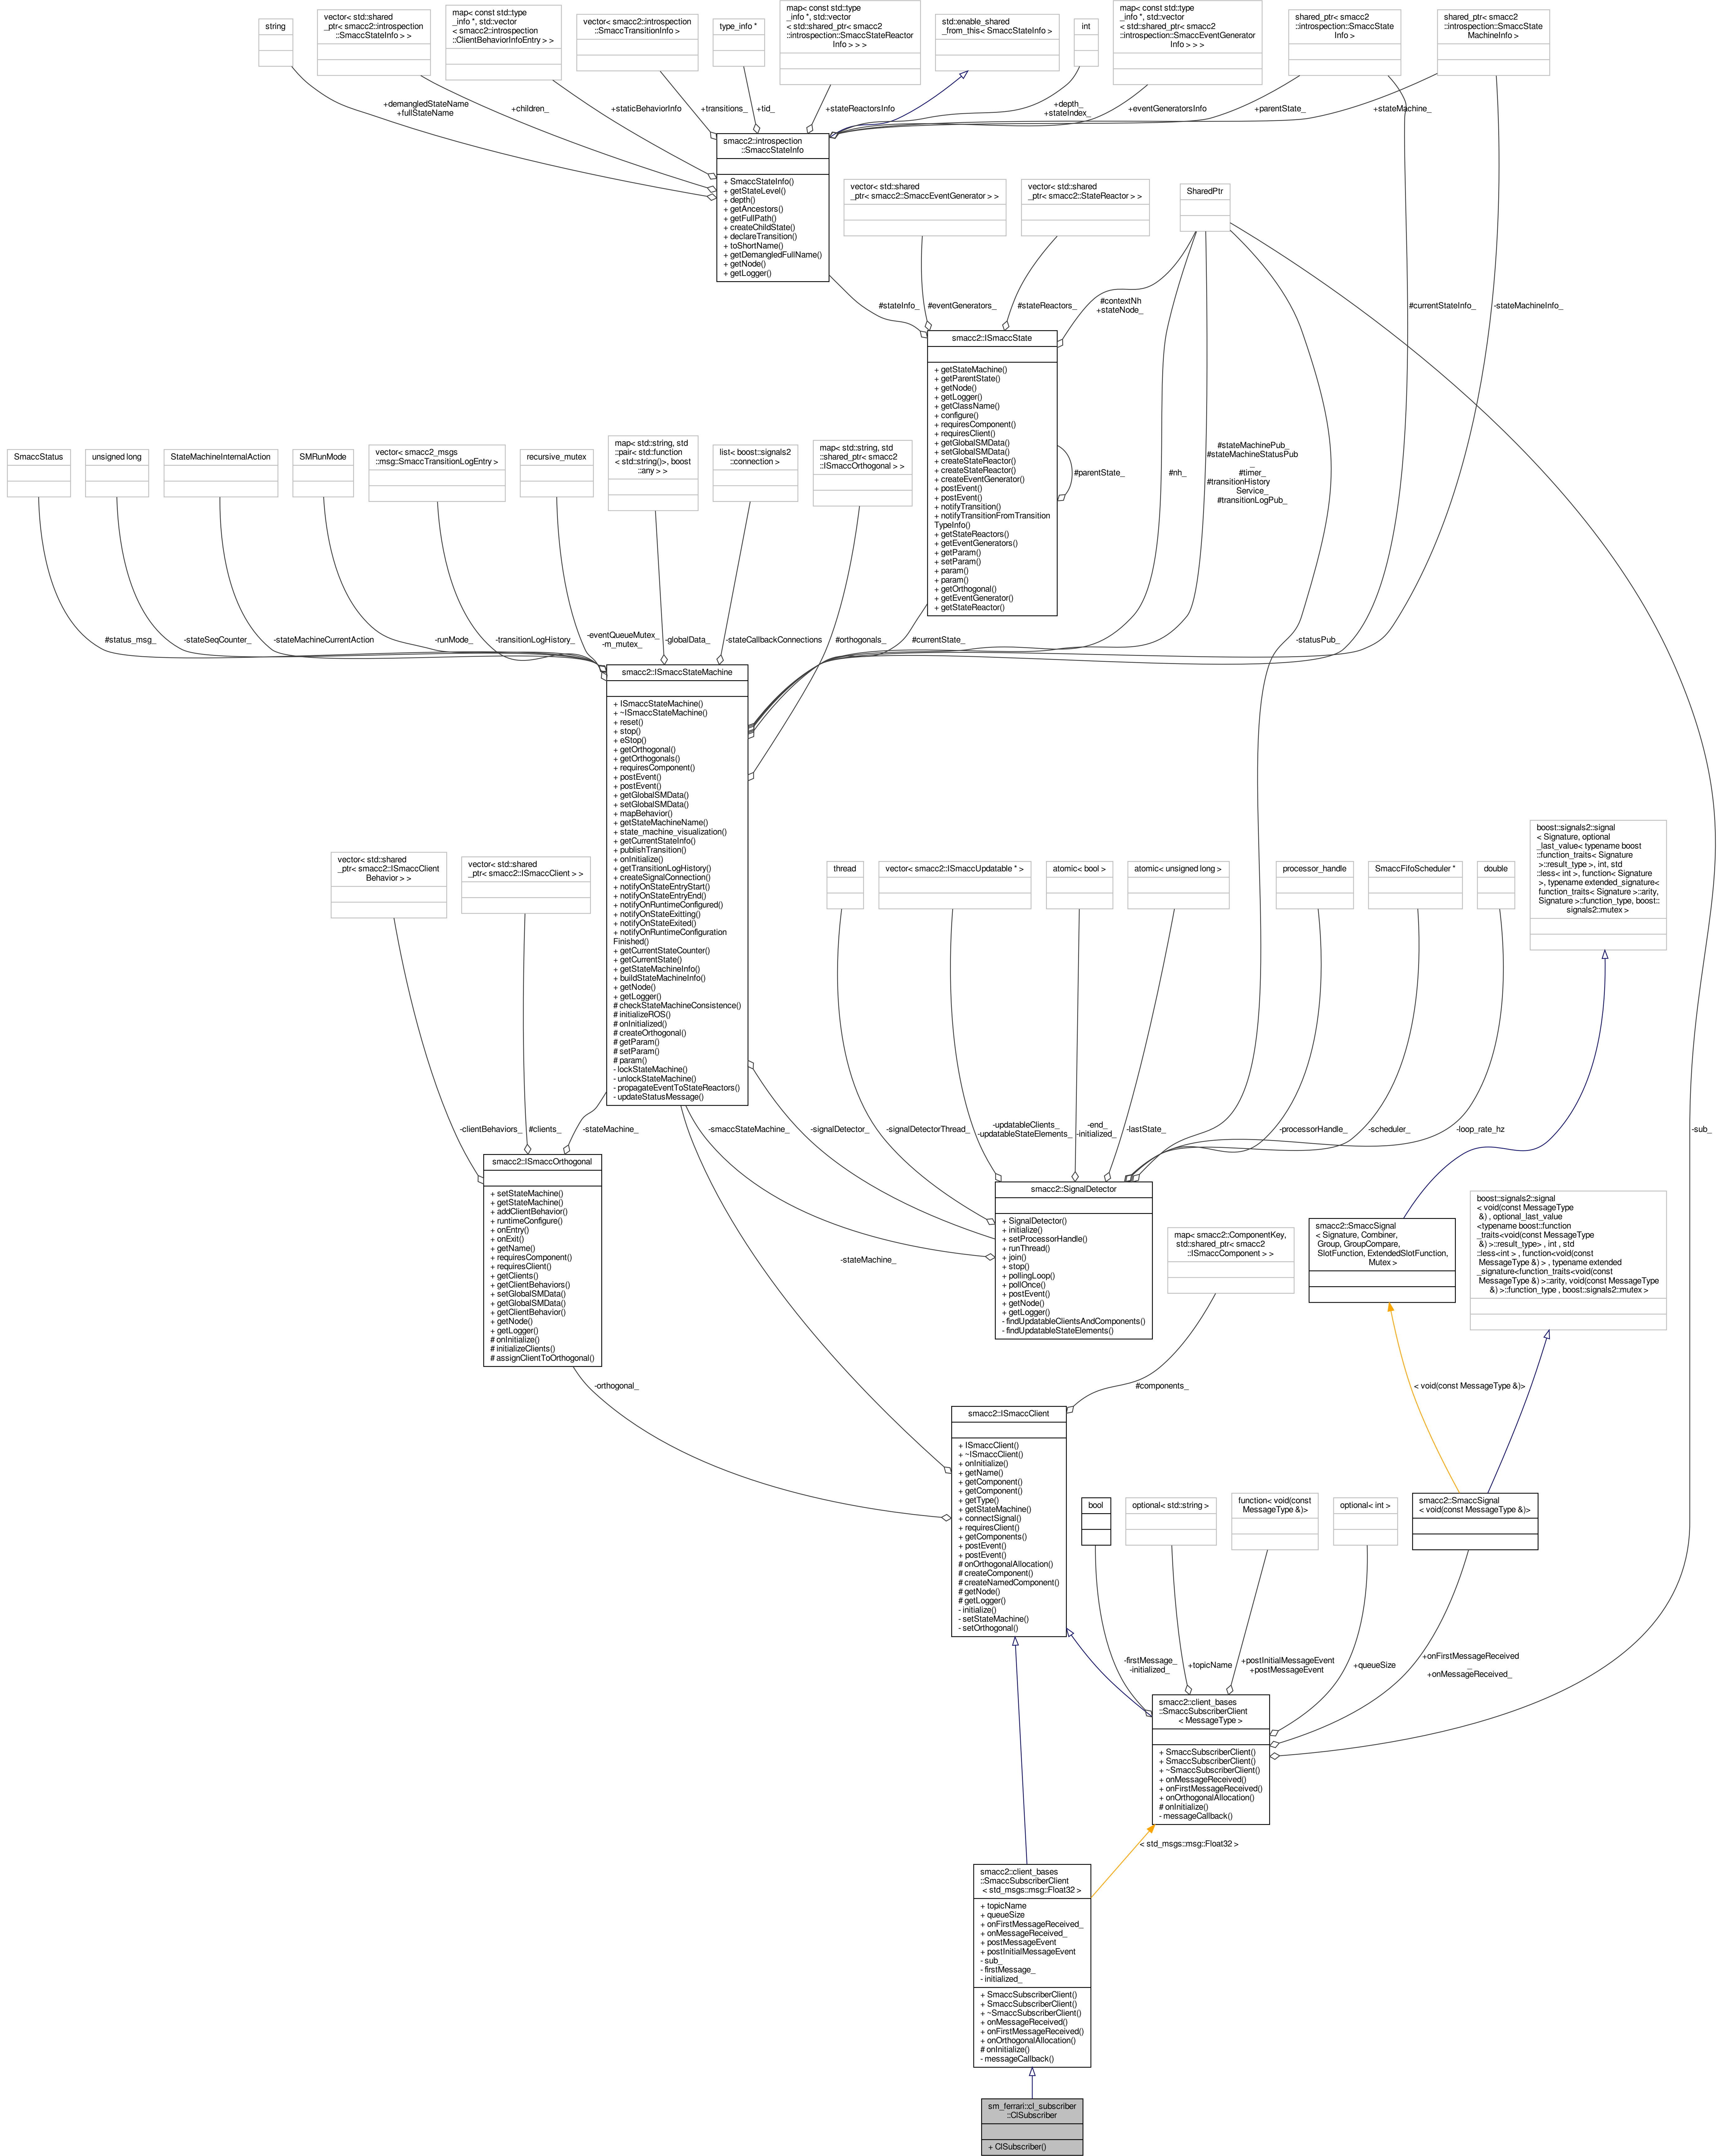 string
vector< std::shared
_ptr< smacc2::introspection
::SmaccStateInfo > >
map< const std::type
_info *, std::vector
< smacc2::introspection
::ClientBehaviorInfoEntry > >
vector< smacc2::introspection
::SmaccTransitionInfo >
type_info *
map< const std::type
_info *, std::vector
< std::shared_ptr< smacc2
::introspection::SmaccStateReactor
Info > > >
std::enable_shared
_from_this< SmaccStateInfo >
int
map< const std::type
_info *, std::vector
< std::shared_ptr< smacc2
::introspection::SmaccEventGenerator
Info > > >
shared_ptr< smacc2
::introspection::SmaccState
Info >
shared_ptr< smacc2
::introspection::SmaccState
MachineInfo >
+demangledStateName
+fullStateName
+children_
+staticBehaviorInfo
+transitions_
+tid_
+stateReactorsInfo
+depth_
+stateIndex_
+eventGeneratorsInfo
+parentState_
+stateMachine_
smacc2::introspection
::SmaccStateInfo
+ SmaccStateInfo()
+ getStateLevel()
+ depth()
+ getAncestors()
+ getFullPath()
+ createChildState()
+ declareTransition()
+ toShortName()
+ getDemangledFullName()
+ getNode()
+ getLogger()
vector< std::shared
_ptr< smacc2::SmaccEventGenerator > >
vector< std::shared
_ptr< smacc2::StateReactor > >
SharedPtr
#stateInfo_
#eventGenerators_
#stateReactors_
#contextNh
+stateNode_
#currentStateInfo_
-stateMachineInfo_
smacc2::ISmaccState
+ getStateMachine()
+ getParentState()
+ getNode()
+ getLogger()
+ getClassName()
+ configure()
+ requiresComponent()
+ requiresClient()
+ getGlobalSMData()
+ setGlobalSMData()
+ createStateReactor()
+ createStateReactor()
+ createEventGenerator()
+ postEvent()
+ postEvent()
+ notifyTransition()
+ notifyTransitionFromTransition
TypeInfo()
+ getStateReactors()
+ getEventGenerators()
+ getParam()
+ setParam()
+ param()
+ param()
+ getOrthogonal()
+ getEventGenerator()
+ getStateReactor()
#parentState_
#nh_
#stateMachinePub_
#stateMachineStatusPub
_
#timer_
#transitionHistory
Service_
#transitionLogPub_
SmaccStatus
unsigned long
StateMachineInternalAction
SMRunMode
vector< smacc2_msgs
::msg::SmaccTransitionLogEntry >
recursive_mutex
map< std::string, std
::pair< std::function
< std::string()>, boost
::any > >
list< boost::signals2
::connection >
map< std::string, std
::shared_ptr< smacc2
::ISmaccOrthogonal > >
#status_msg_
-stateSeqCounter_
-stateMachineCurrentAction
-runMode_
-transitionLogHistory_
-eventQueueMutex_
-m_mutex_
-globalData_
-stateCallbackConnections
#orthogonals_
#currentState_
-statusPub_
smacc2::ISmaccStateMachine
+ ISmaccStateMachine()
+ ~ISmaccStateMachine()
+ reset()
+ stop()
+ eStop()
+ getOrthogonal()
+ getOrthogonals()
+ requiresComponent()
+ postEvent()
+ postEvent()
+ getGlobalSMData()
+ setGlobalSMData()
+ mapBehavior()
+ getStateMachineName()
+ state_machine_visualization()
+ getCurrentStateInfo()
+ publishTransition()
+ onInitialize()
+ getTransitionLogHistory()
+ createSignalConnection()
+ notifyOnStateEntryStart()
+ notifyOnStateEntryEnd()
+ notifyOnRuntimeConfigured()
+ notifyOnStateExitting()
+ notifyOnStateExited()
+ notifyOnRuntimeConfiguration
Finished()
+ getCurrentStateCounter()
+ getCurrentState()
+ getStateMachineInfo()
+ buildStateMachineInfo()
+ getNode()
+ getLogger()
# checkStateMachineConsistence()
# initializeROS()
# onInitialized()
# createOrthogonal()
# getParam()
# setParam()
# param()
- lockStateMachine()
- unlockStateMachine()
- propagateEventToStateReactors()
- updateStatusMessage()
vector< std::shared
_ptr< smacc2::ISmaccClient
Behavior > >
vector< std::shared
_ptr< smacc2::ISmaccClient > >
thread
vector< smacc2::ISmaccUpdatable * >
atomic< bool >
atomic< unsigned long >
processor_handle
SmaccFifoScheduler *
double
boost::signals2::signal
< Signature, optional
_last_value< typename boost
::function_traits< Signature
>::result_type >, int, std
::less< int >, function< Signature
>, typename extended_signature<
function_traits< Signature >::arity,
Signature >::function_type, boost::
signals2::mutex >
-clientBehaviors_
#clients_
-stateMachine_
-smaccStateMachine_
-signalDetector_
-signalDetectorThread_
-updatableClients_
-updatableStateElements_
-end_
-initialized_
-lastState_
-processorHandle_
-scheduler_
-loop_rate_hz
-sub_
smacc2::ISmaccOrthogonal
+ setStateMachine()
+ getStateMachine()
+ addClientBehavior()
+ runtimeConfigure()
+ onEntry()
+ onExit()
+ getName()
+ requiresComponent()
+ requiresClient()
+ getClients()
+ getClientBehaviors()
+ setGlobalSMData()
+ getGlobalSMData()
+ getClientBehavior()
+ getNode()
+ getLogger()
# onInitialize()
# initializeClients()
# assignClientToOrthogonal()
smacc2::SignalDetector
+ SignalDetector()
+ initialize()
+ setProcessorHandle()
+ runThread()
+ join()
+ stop()
+ pollingLoop()
+ pollOnce()
+ postEvent()
+ getNode()
+ getLogger()
- findUpdatableClientsAndComponents()
- findUpdatableStateElements()
map< smacc2::ComponentKey,
std::shared_ptr< smacc2
::ISmaccComponent > >
smacc2::SmaccSignal
< Signature, Combiner,
Group, GroupCompare,
SlotFunction, ExtendedSlotFunction,
Mutex >
boost::signals2::signal
< void(const MessageType
&) , optional_last_value
<typename boost::function
_traits<void(const MessageType
&) >::result_type> , int , std
::less<int > , function<void(const
MessageType &) > , typename extended
_signature<function_traits<void(const
MessageType &) >::arity, void(const MessageType
&) >::function_type , boost::signals2::mutex >
-stateMachine_
-orthogonal_
#components_
< void(const MessageType &)>
smacc2::ISmaccClient
+ ISmaccClient()
+ ~ISmaccClient()
+ onInitialize()
+ getName()
+ getComponent()
+ getComponent()
+ getType()
+ getStateMachine()
+ connectSignal()
+ requiresClient()
+ getComponents()
+ postEvent()
+ postEvent()
# onOrthogonalAllocation()
# createComponent()
# createNamedComponent()
# getNode()
# getLogger()
- initialize()
- setStateMachine()
- setOrthogonal()
bool
optional< std::string >
function< void(const
MessageType &)>
optional< int >
smacc2::SmaccSignal
< void(const MessageType &)>
-firstMessage_
-initialized_
+topicName
+postInitialMessageEvent
+postMessageEvent
+queueSize
+onFirstMessageReceived
_
+onMessageReceived_
smacc2::client_bases
::SmaccSubscriberClient
< MessageType >
+ SmaccSubscriberClient()
+ SmaccSubscriberClient()
+ ~SmaccSubscriberClient()
+ onMessageReceived()
+ onFirstMessageReceived()
+ onOrthogonalAllocation()
# onInitialize()
- messageCallback()
< std_msgs::msg::Float32 >
smacc2::client_bases
::SmaccSubscriberClient
< std_msgs::msg::Float32 >
+ topicName
+ queueSize
+ onFirstMessageReceived_
+ onMessageReceived_
+ postMessageEvent
+ postInitialMessageEvent
- sub_
- firstMessage_
- initialized_
+ SmaccSubscriberClient()
+ SmaccSubscriberClient()
+ ~SmaccSubscriberClient()
+ onMessageReceived()
+ onFirstMessageReceived()
+ onOrthogonalAllocation()
# onInitialize()
- messageCallback()
sm_ferrari::cl_subscriber
::ClSubscriber
+ ClSubscriber()